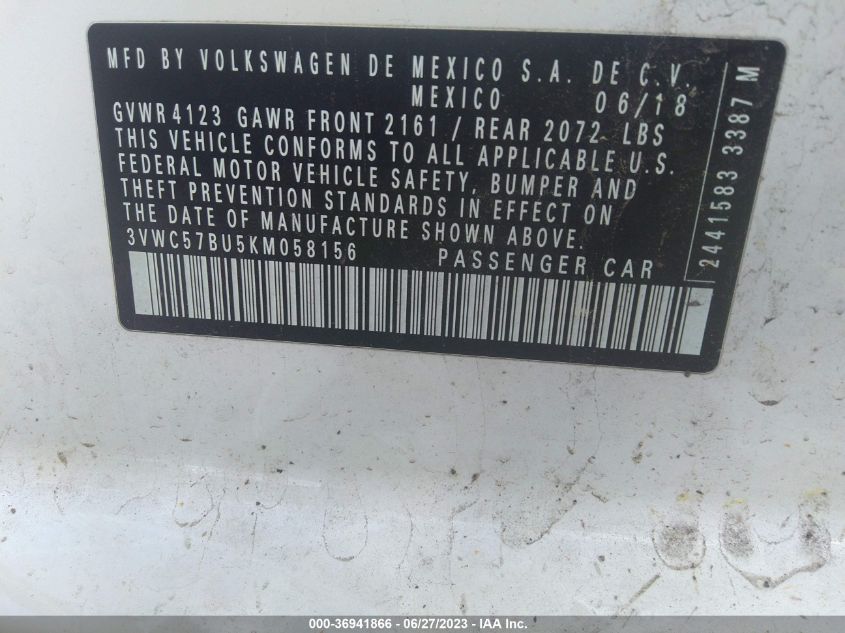 MFD BY VOLKSWAGEN DE MEXICO S.A. DE C.V.
MEXICO 06/18
GVWR 4123 GAWR FRONT 2161 / REAR 2072 LBS
THIS VEHICLE CONFORMS TO ALL APPLICABLE U.S.
FEDERAL MOTOR VEHICLE SAFETY, BUMPER AND
THEFT PREVENTION STANDARDS IN EFFECT ON
THE DATE OF MANUFACTURE SHOWN ABOVE.
3VWC57BU5KM058156 PASSENGER CAR
2441583 3387 M
000-36941866 - 06/27/2023 - IAAI.COM